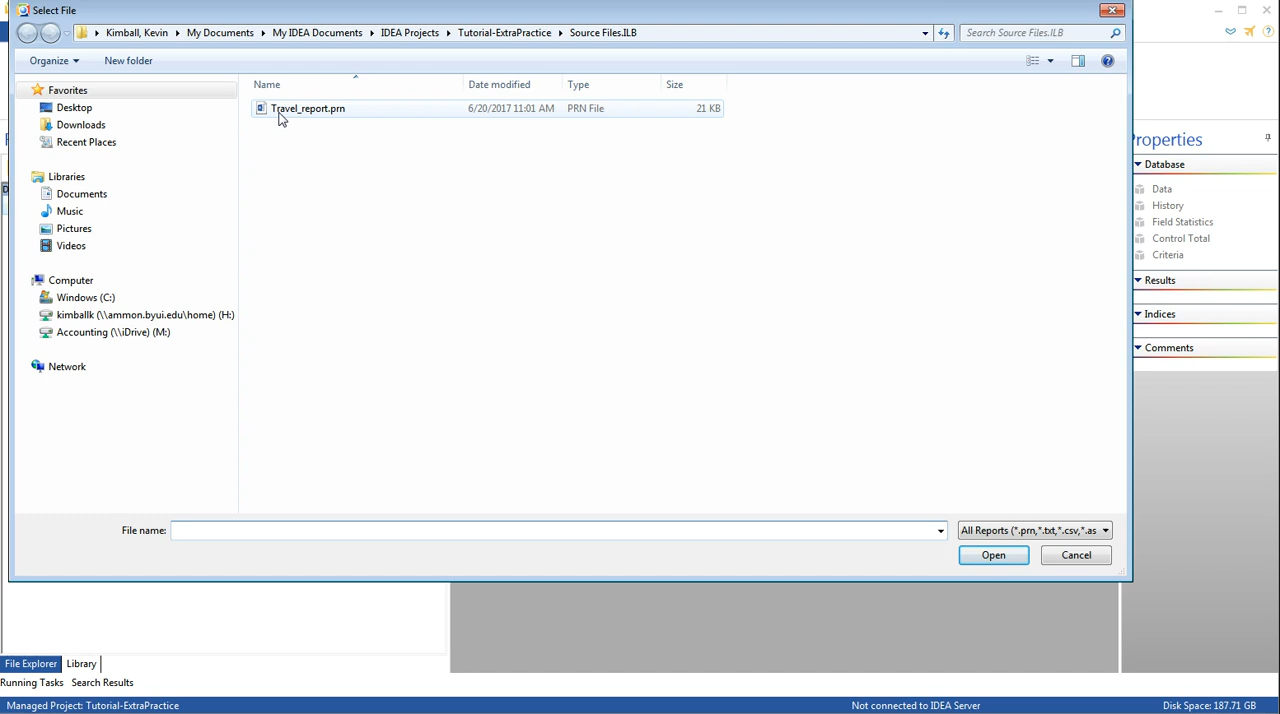 Select File
Kimball, Kevin My Documents My IDEA Documents IDEA Projects Tutorial-ExtraPractice Source Files.ILB Search Source Files.ILB
Organize New folder
Favorites
Desktop
Downloads
Recent Places
Libraries
Documents
Music
Pictures
Videos
Computer
Windows (C:)
kimballk (\\ammon.byui.edu\home) (H:)
Accounting (\\iDrive) (M:)
Network
Name Date modified Type Size
Travel_report.prn 6/20/2017 11:01 AM PRN File 21 KB
File name: All Reports (*.prn,*.txt,*.csv,*.as
Open Cancel
Properties
Database
Data
History
Field Statistics
Control Total
Criteria
Results
Indices
Comments
File Explorer Library
Running Tasks Search Results
Managed Project: Tutorial-ExtraPractice Not connected to IDEA Server Disk Space: 187.71 GB